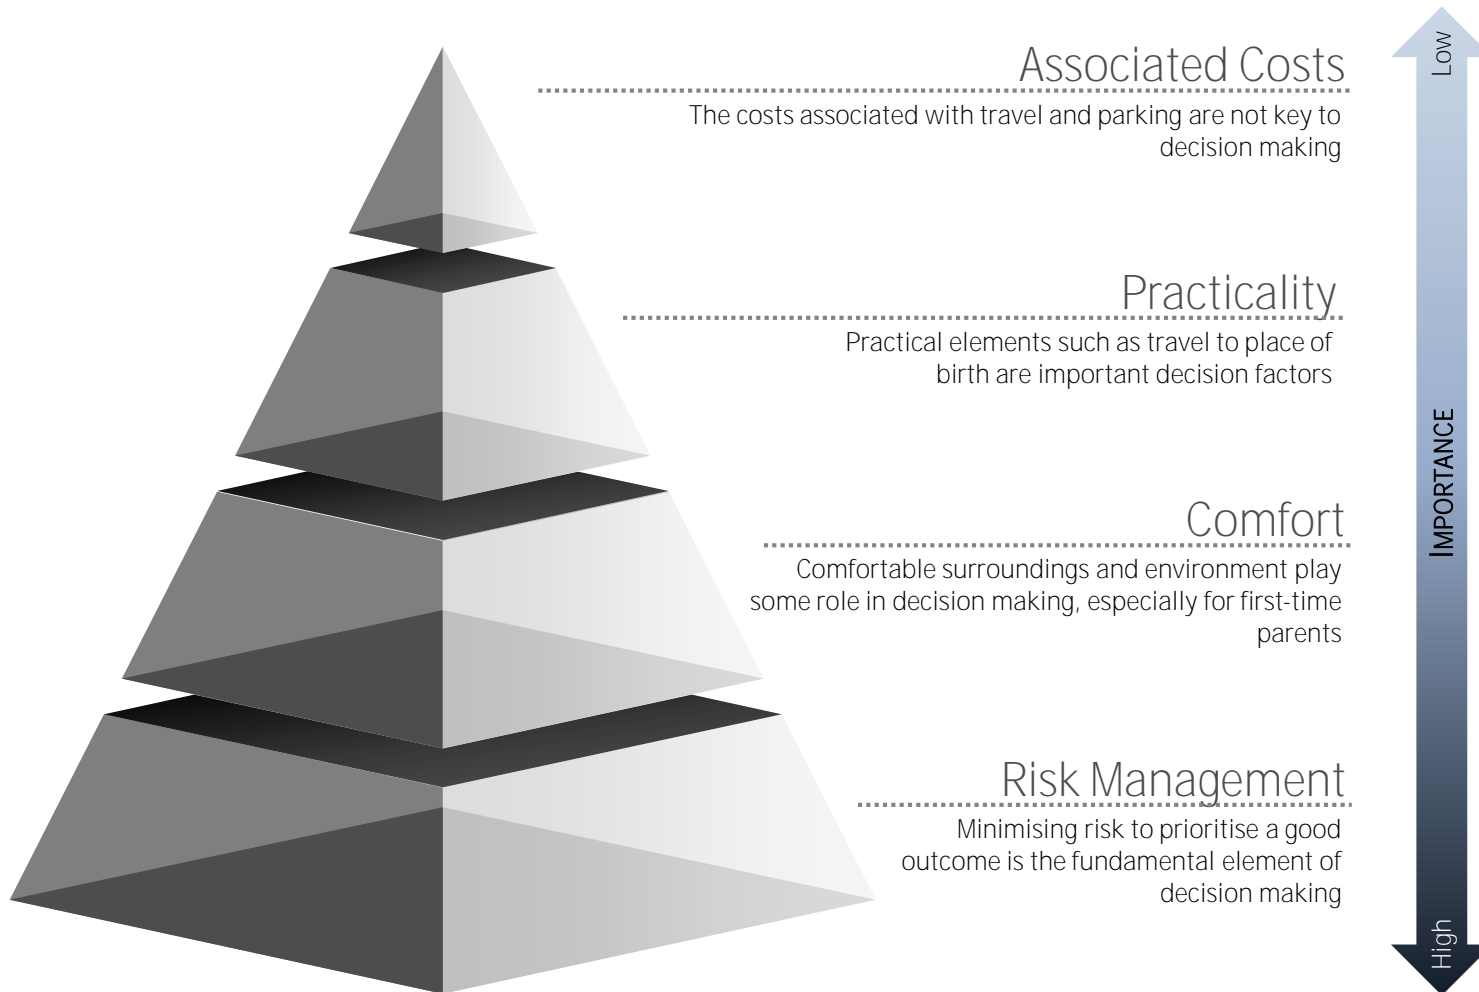 Associated Costs
The costs associated with travel and parking are not key to
decision making
Practicality
Practical elements such as travel to place of
birth are important decision factors
Comfort
Comfortable surroundings and environment play
some role in decision making, especially for first-time
parents
Risk Management
Minimising risk to prioritise a good
outcome is the fundamental element of
decision making
Low
IMPORTANCE
High